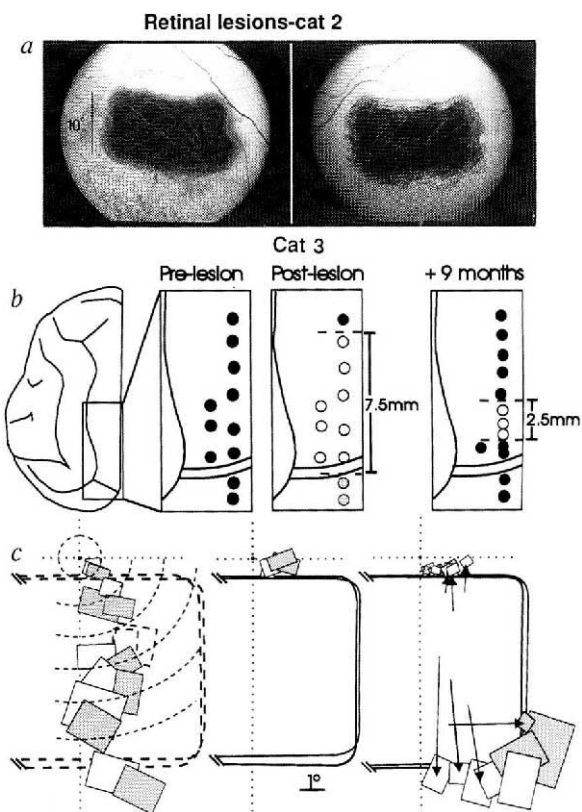 Retinal lesions-cat 2
a
10°
Cat 3
Pre-lesion Post-lesion + 9 months
b
7.5mm
2.5mm
c
1°